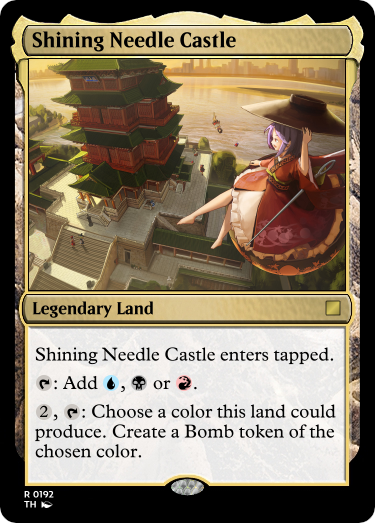 Shining Needle Castle
Legendary Land
Shining Needle Castle enters tapped.
: Add , or .
2 , : Choose a color this land could
produce. Create a Bomb token of the
chosen color.
R 0192
TH